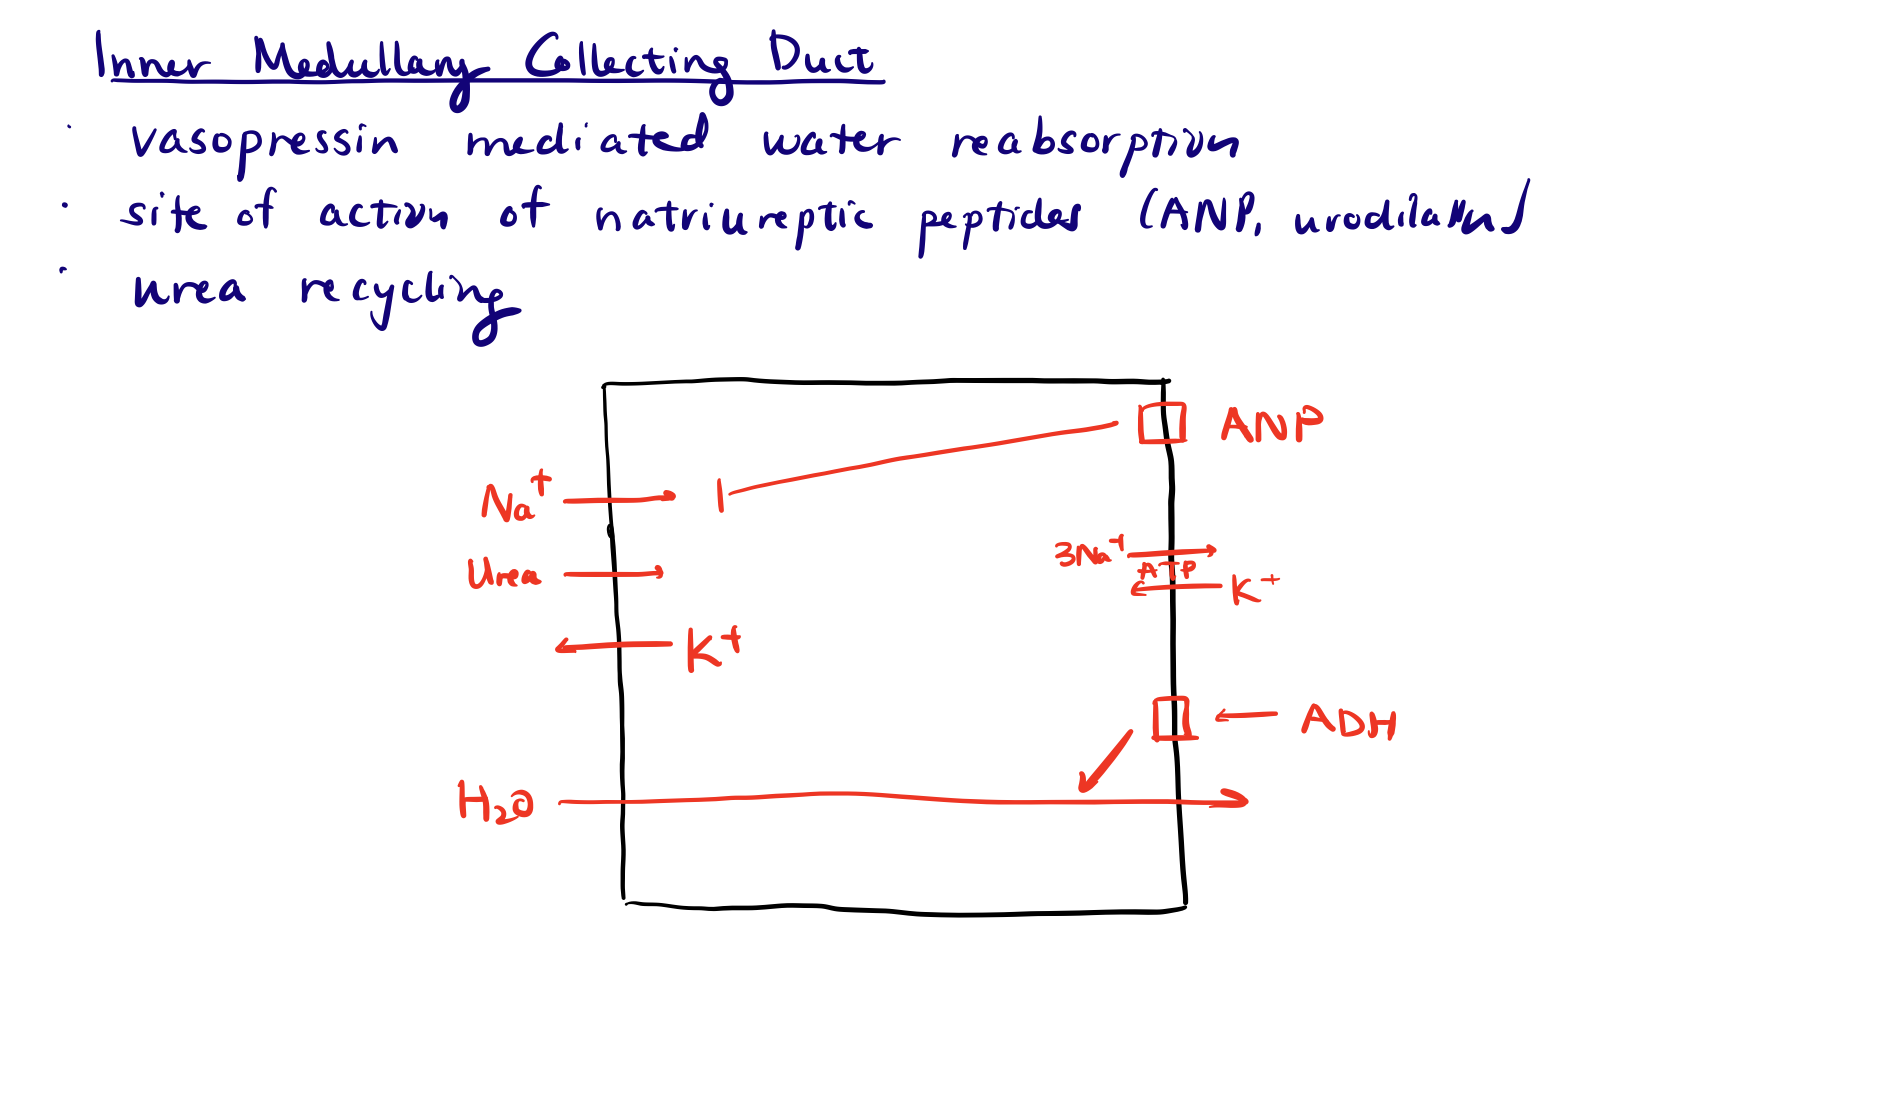 Inner Medullary Collecting Duct
· vasopressin mediated water reabsorption
· site of action of natriureptic peptides (ANP, urodilatin)
· urea recycling
ANP
Na+
3Na+
ATP
K+
Urea
K+
ADH
H2O